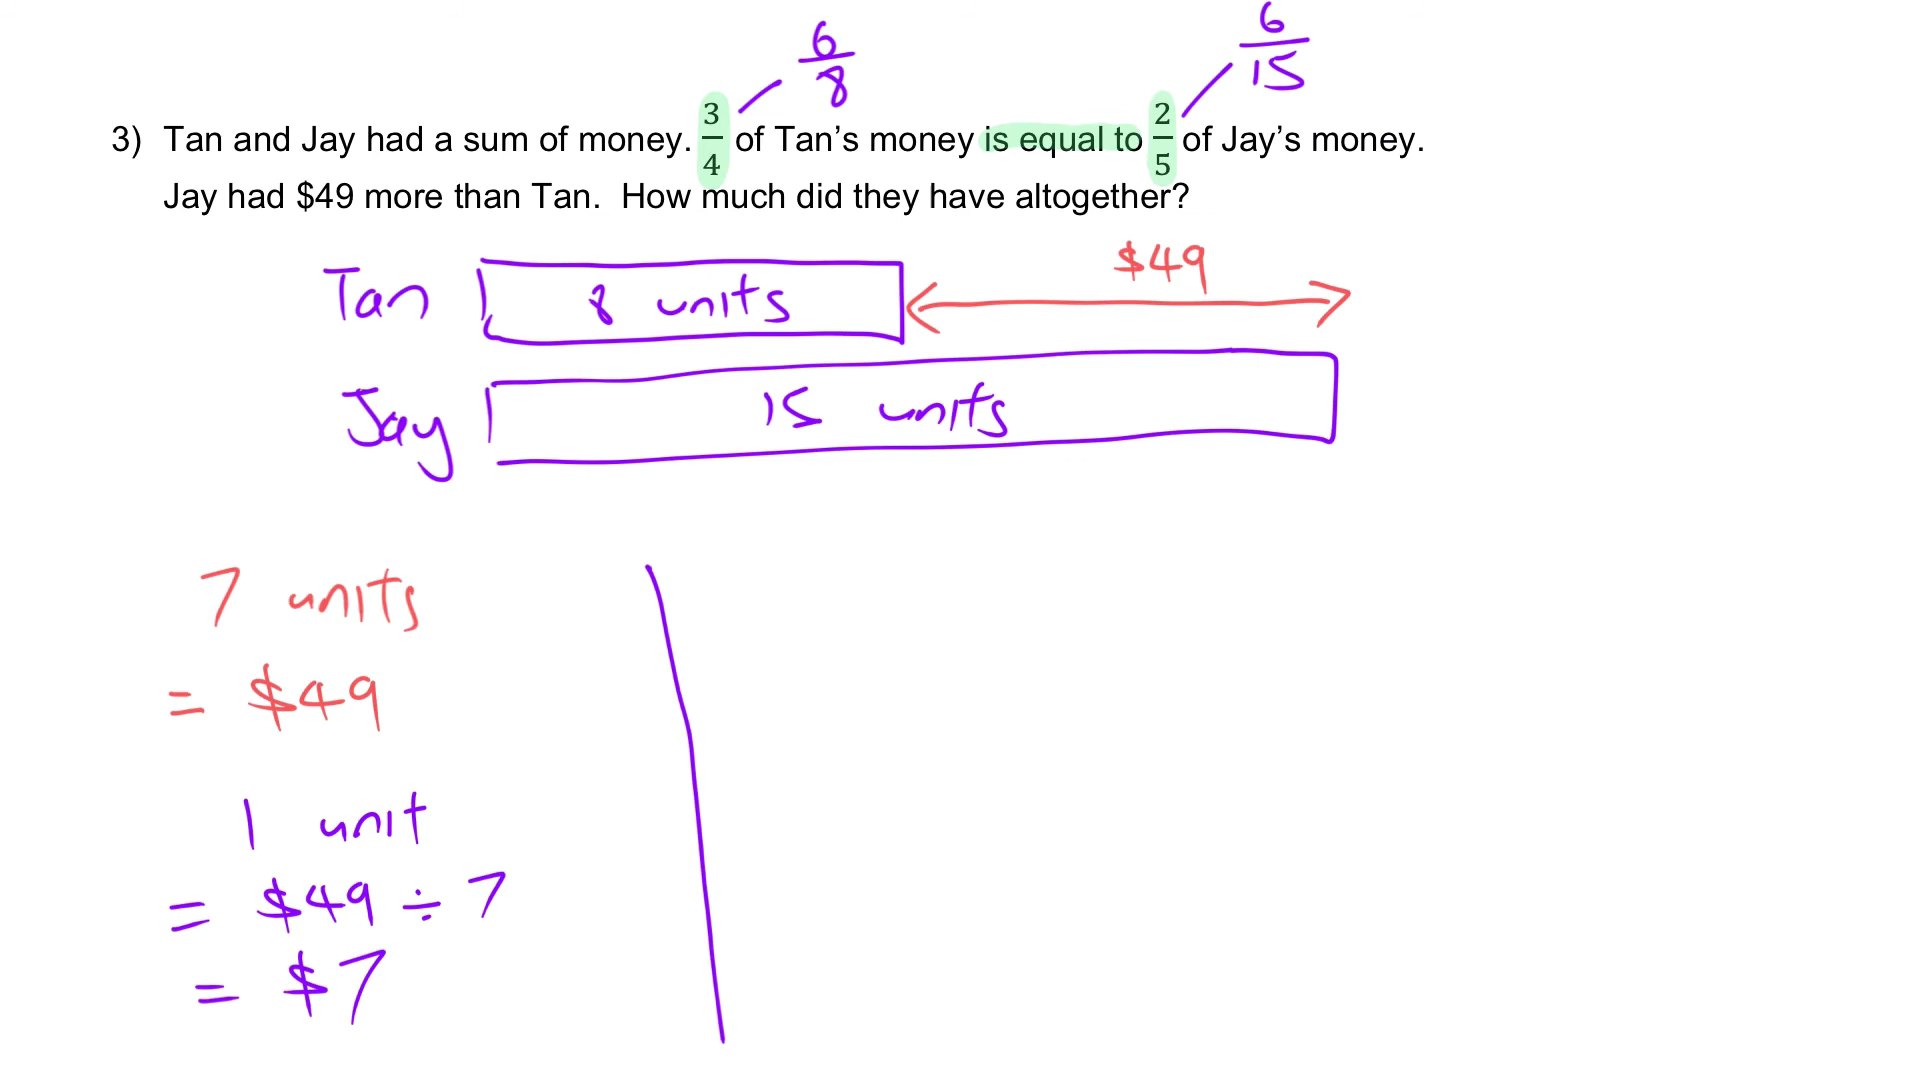 6/8
6/15
3) Tan and Jay had a sum of money. 3/4 of Tan’s money is equal to 2/5 of Jay’s money.
Jay had $49 more than Tan. How much did they have altogether?
$49
Tan 8 units
Jay 15 units
7 units
= $49
1 unit
= $49 ÷ 7
= $7